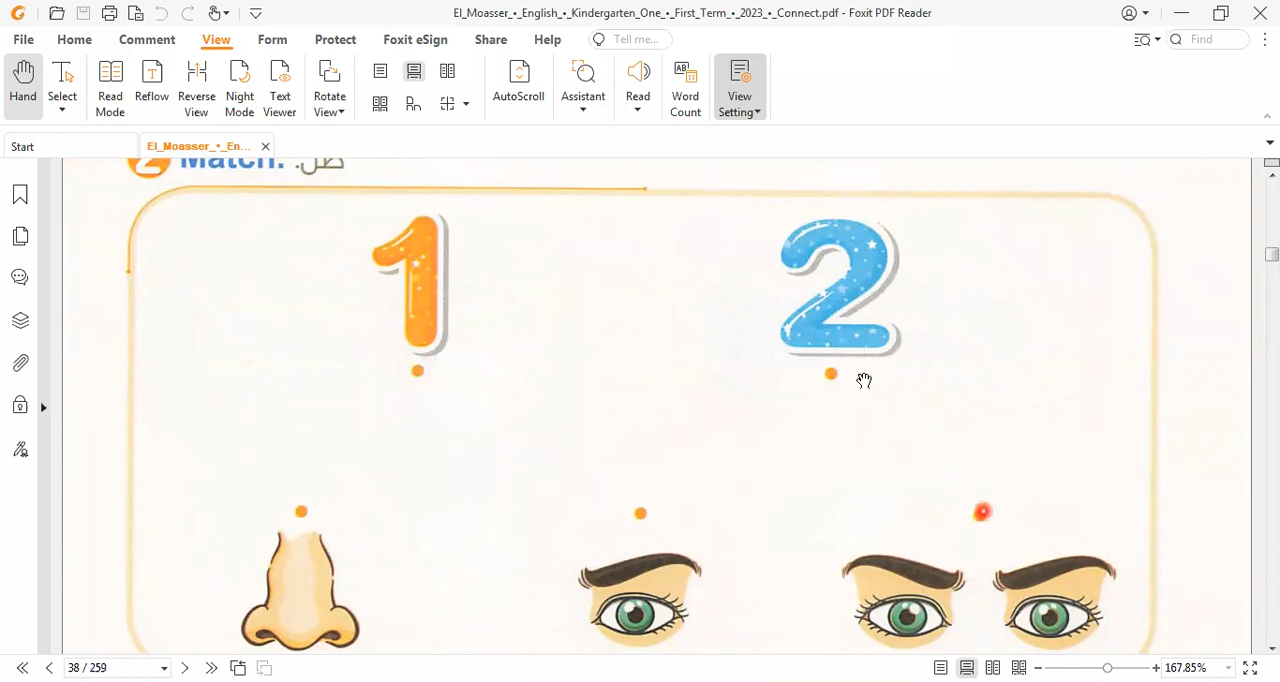 El_Moasser_•_English_•_Kindergarten_One_•_First_Term_•_2023_•_Connect.pdf - Foxit PDF Reader
File Home Comment View Form Protect Foxit eSign Share Help Tell me... Find
Hand Select Read Mode Reflow Reverse View Night Mode Text Viewer Rotate View AutoScroll Assistant Read Word Count View Setting
Start El_Moasser_•_En...
2 Match. صل:
1 2
38 / 259 167.85%